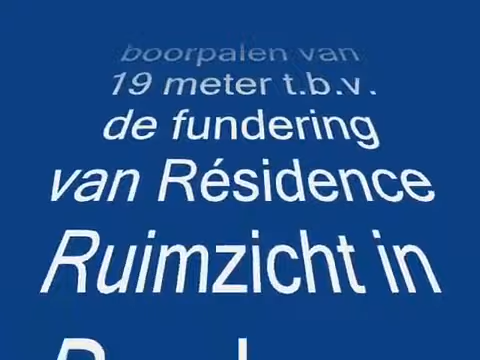 boorpalen van
19 meter t.b.v.
de fundering
van Résidence
Ruimzicht in